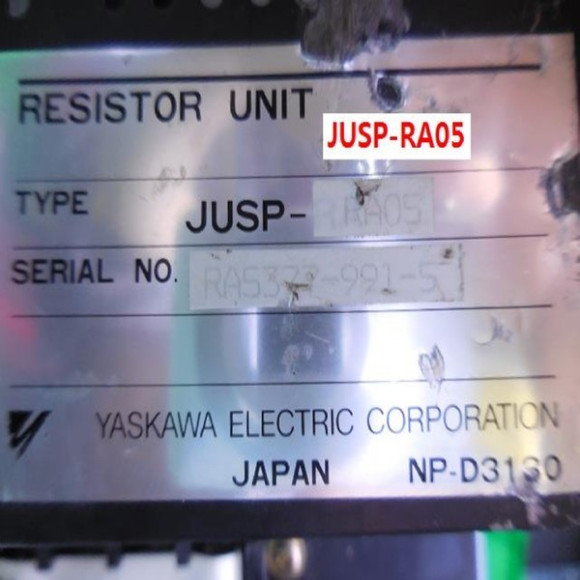 RESISTOR UNIT
JUSP-RA05
TYPE JUSP-RA05
SERIAL NO.
YASKAWA ELECTRIC CORPORATION
JAPAN NP-D3130